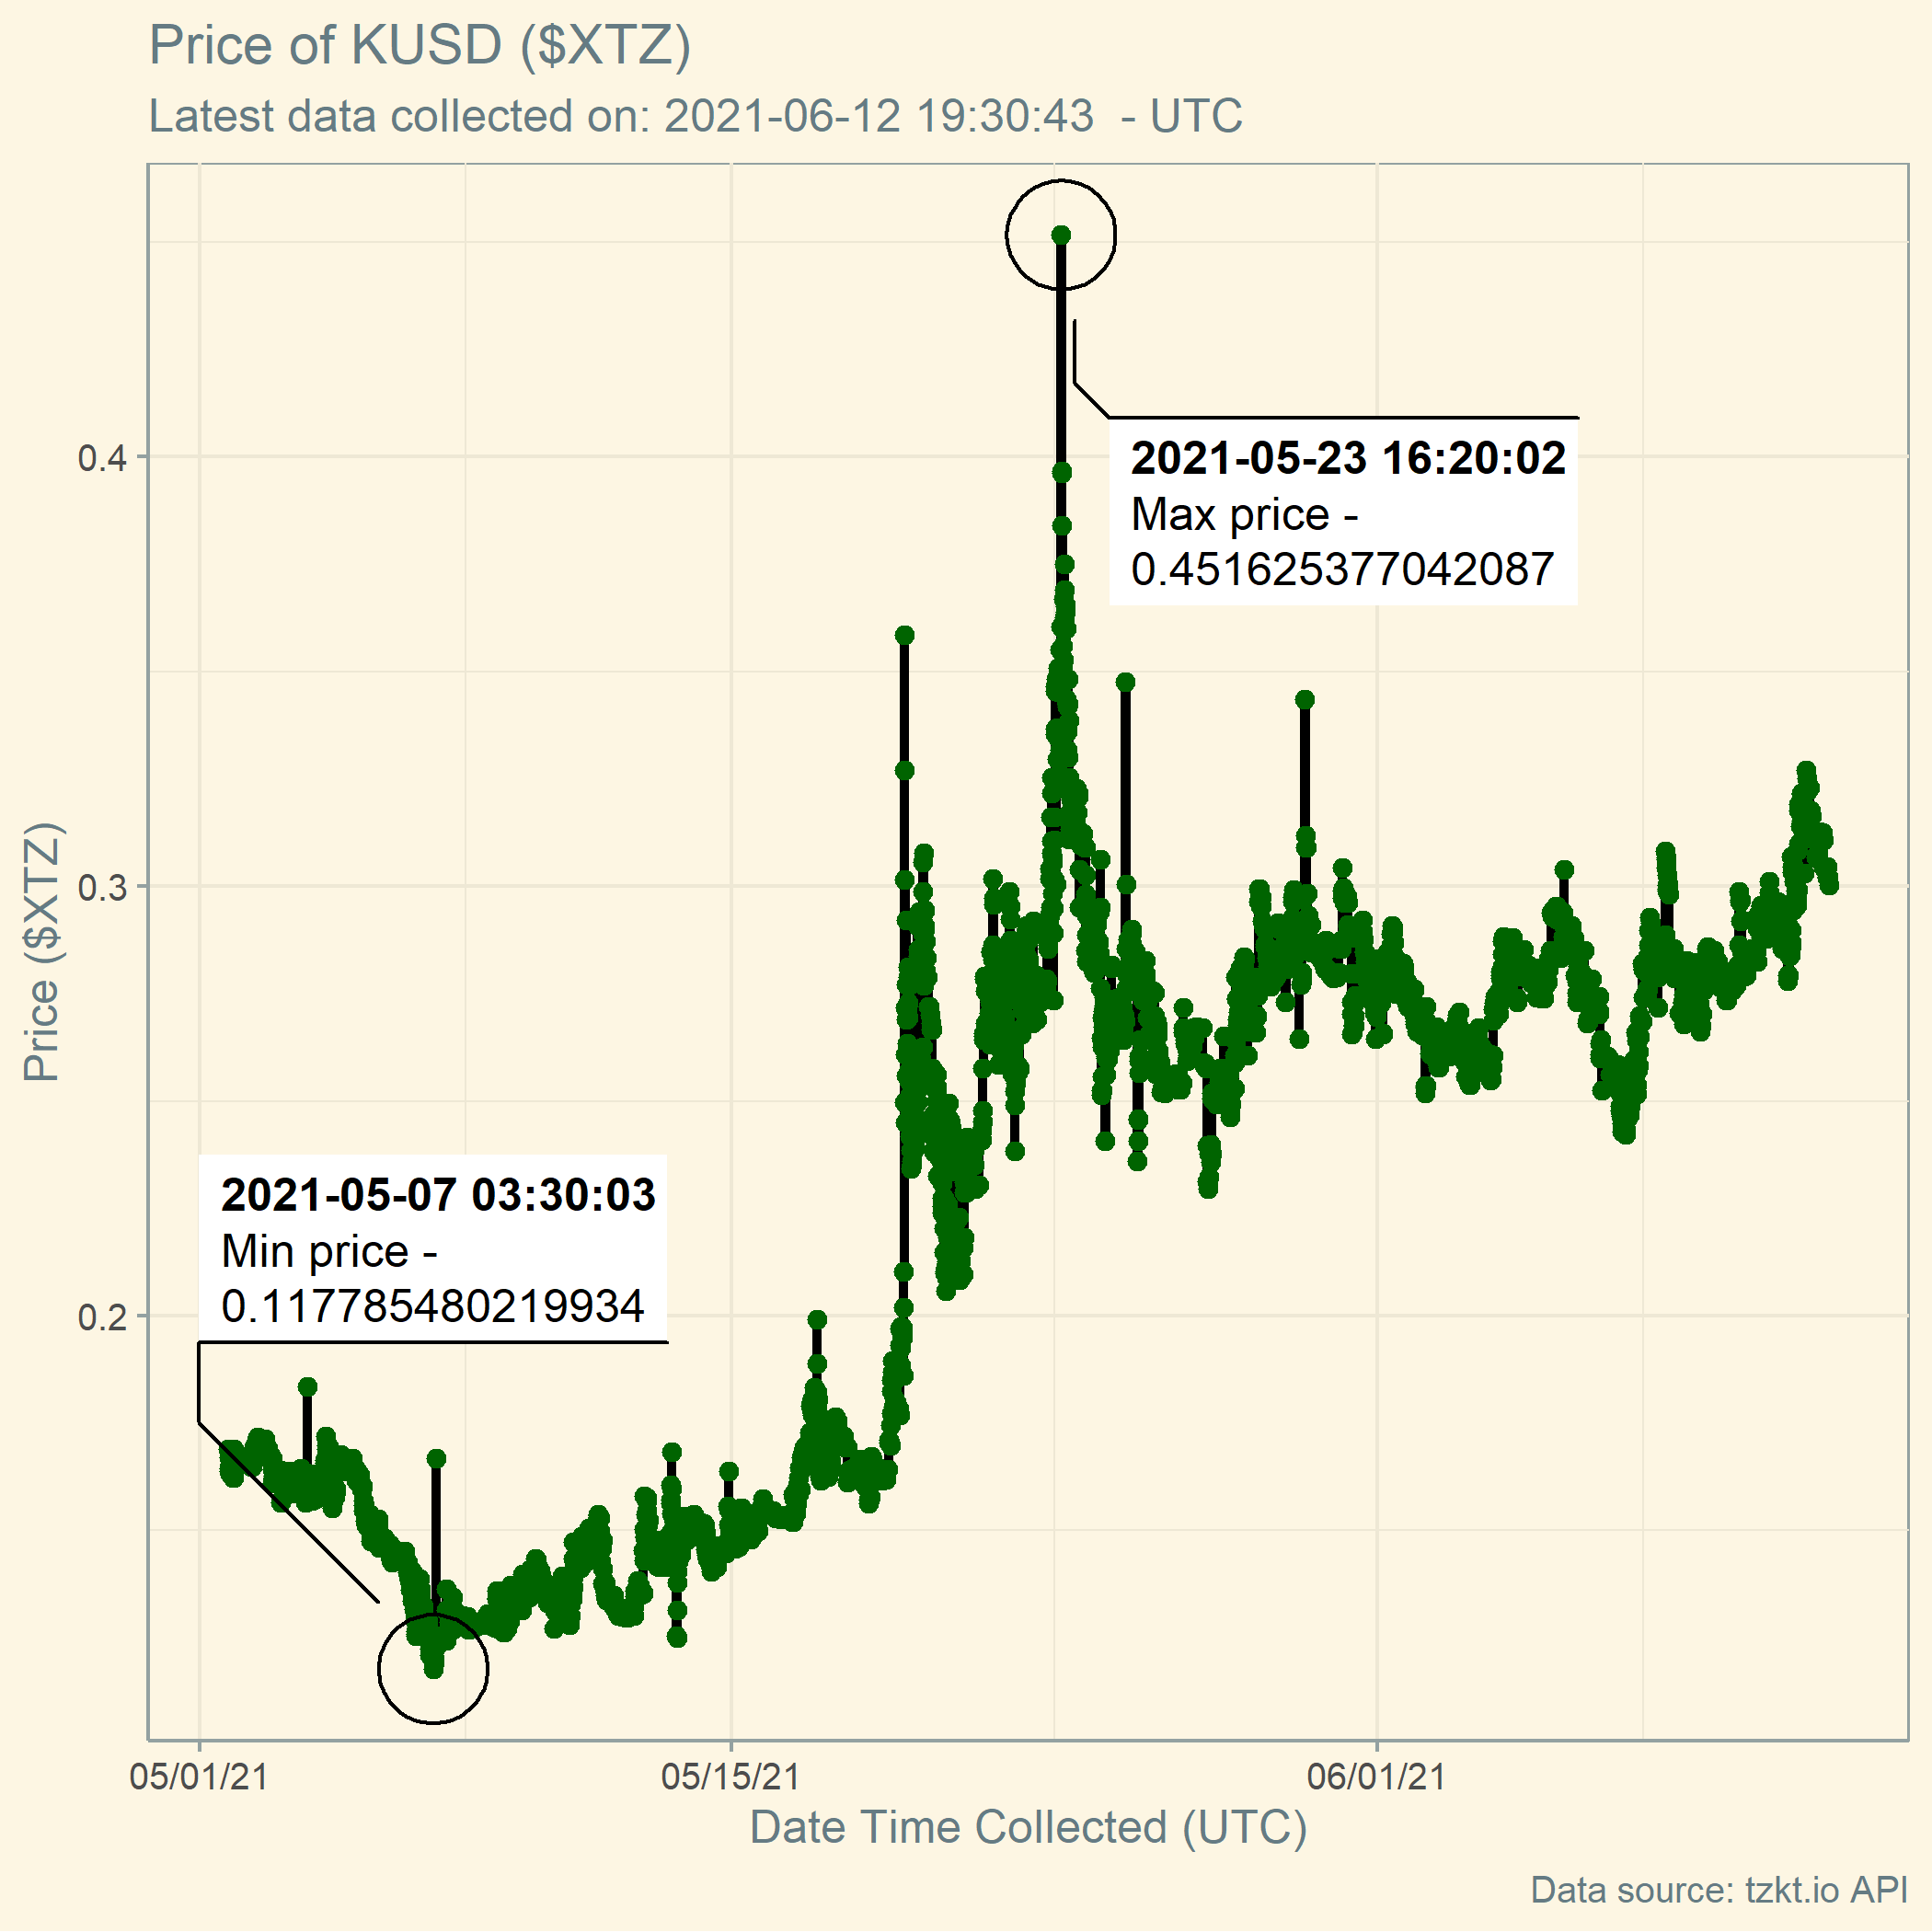 Price of KUSD ($XTZ)
Latest data collected on: 2021-06-12 19:30:43  - UTC
2021-05-23 16:20:02
Max price -
0.451625377042087
2021-05-07 03:30:03
Min price -
0.117785480219934
Price ($XTZ)
0.4
0.3
0.2
05/01/21
05/15/21
06/01/21
Date Time Collected (UTC)
Data source: tzkt.io API